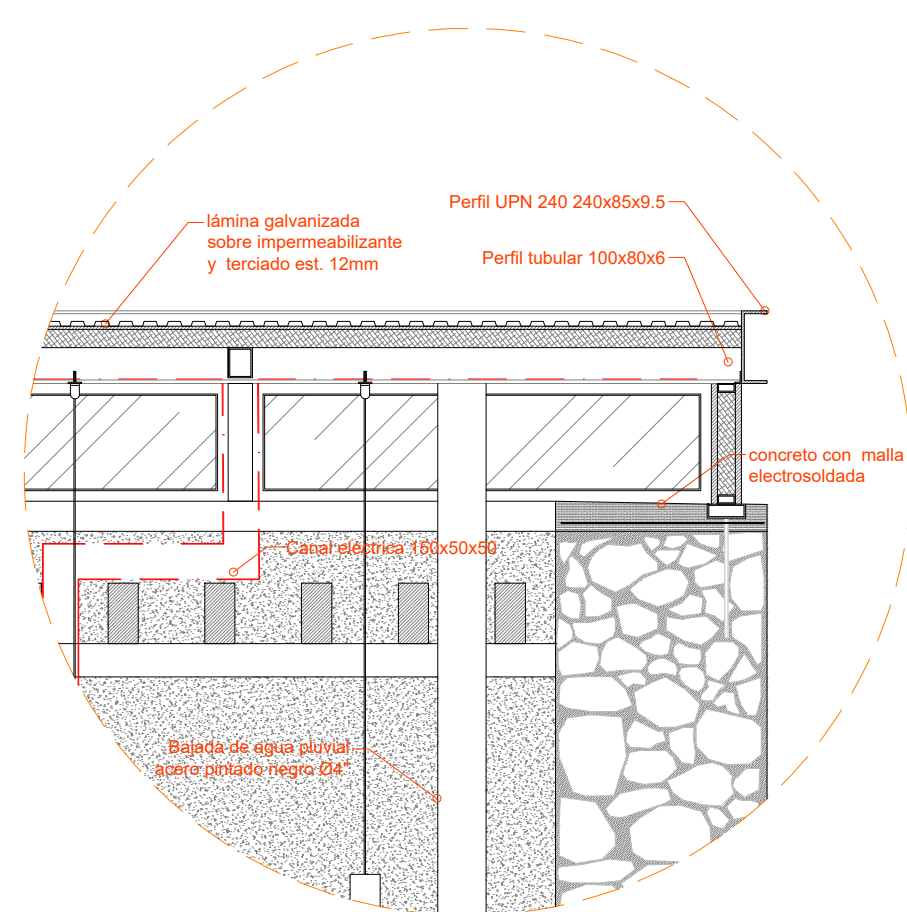 Perfil UPN 240 240x85x9.5
lámina galvanizada
sobre impermeabilizante
y terciado est. 12mm
Perfil tubular 100x80x6
concreto con malla
electrosoldada
Canal eléctrica 150x50x50
Bajada de agua pluvial
acero pintado negro Ø4"